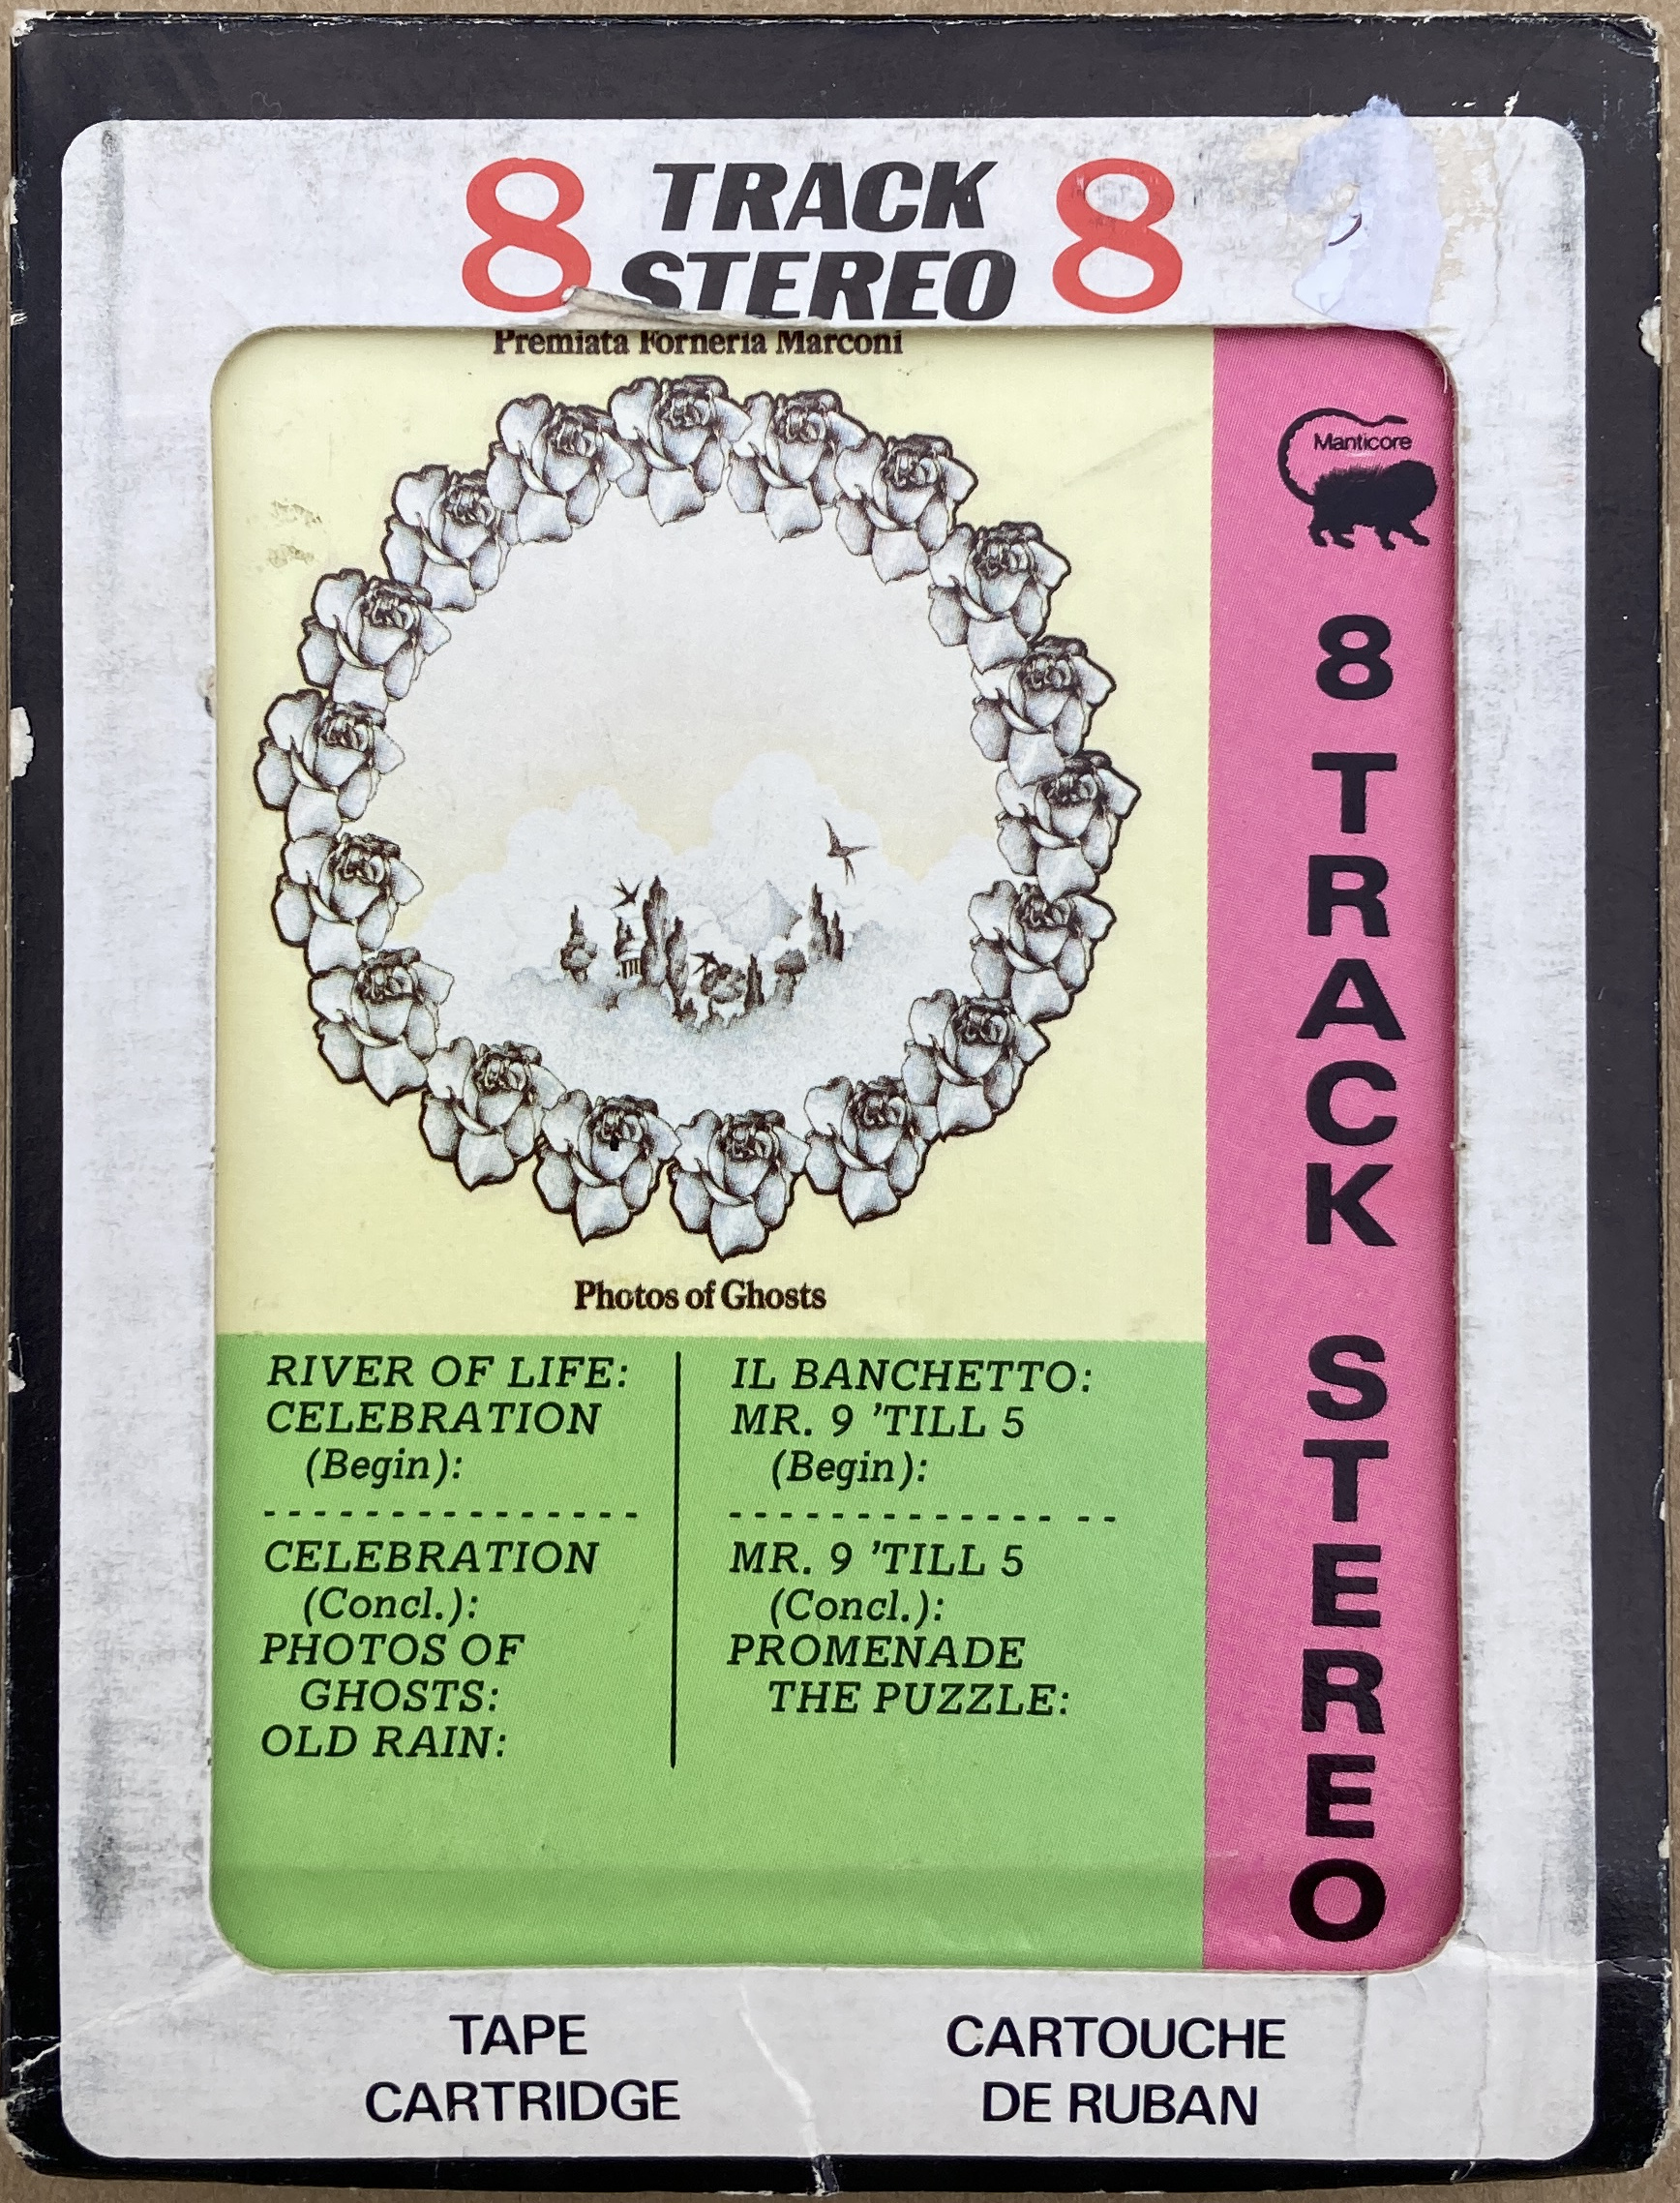 8 TRACK 8
STEREO
Premiata Forneria Marconi
Manticore
8 TRACK STEREO
Photos of Ghosts
RIVER OF LIFE:
CELEBRATION
(Begin):
- - - - - - - - - - - - - - -
CELEBRATION
(Concl.):
PHOTOS OF
GHOSTS:
OLD RAIN:
IL BANCHETTO:
MR. 9 'TILL 5
(Begin):
- - - - - - - - - - - - - - -
MR. 9 'TILL 5
(Concl.):
PROMENADE
THE PUZZLE:
TAPE
CARTRIDGE
CARTOUCHE
DE RUBAN